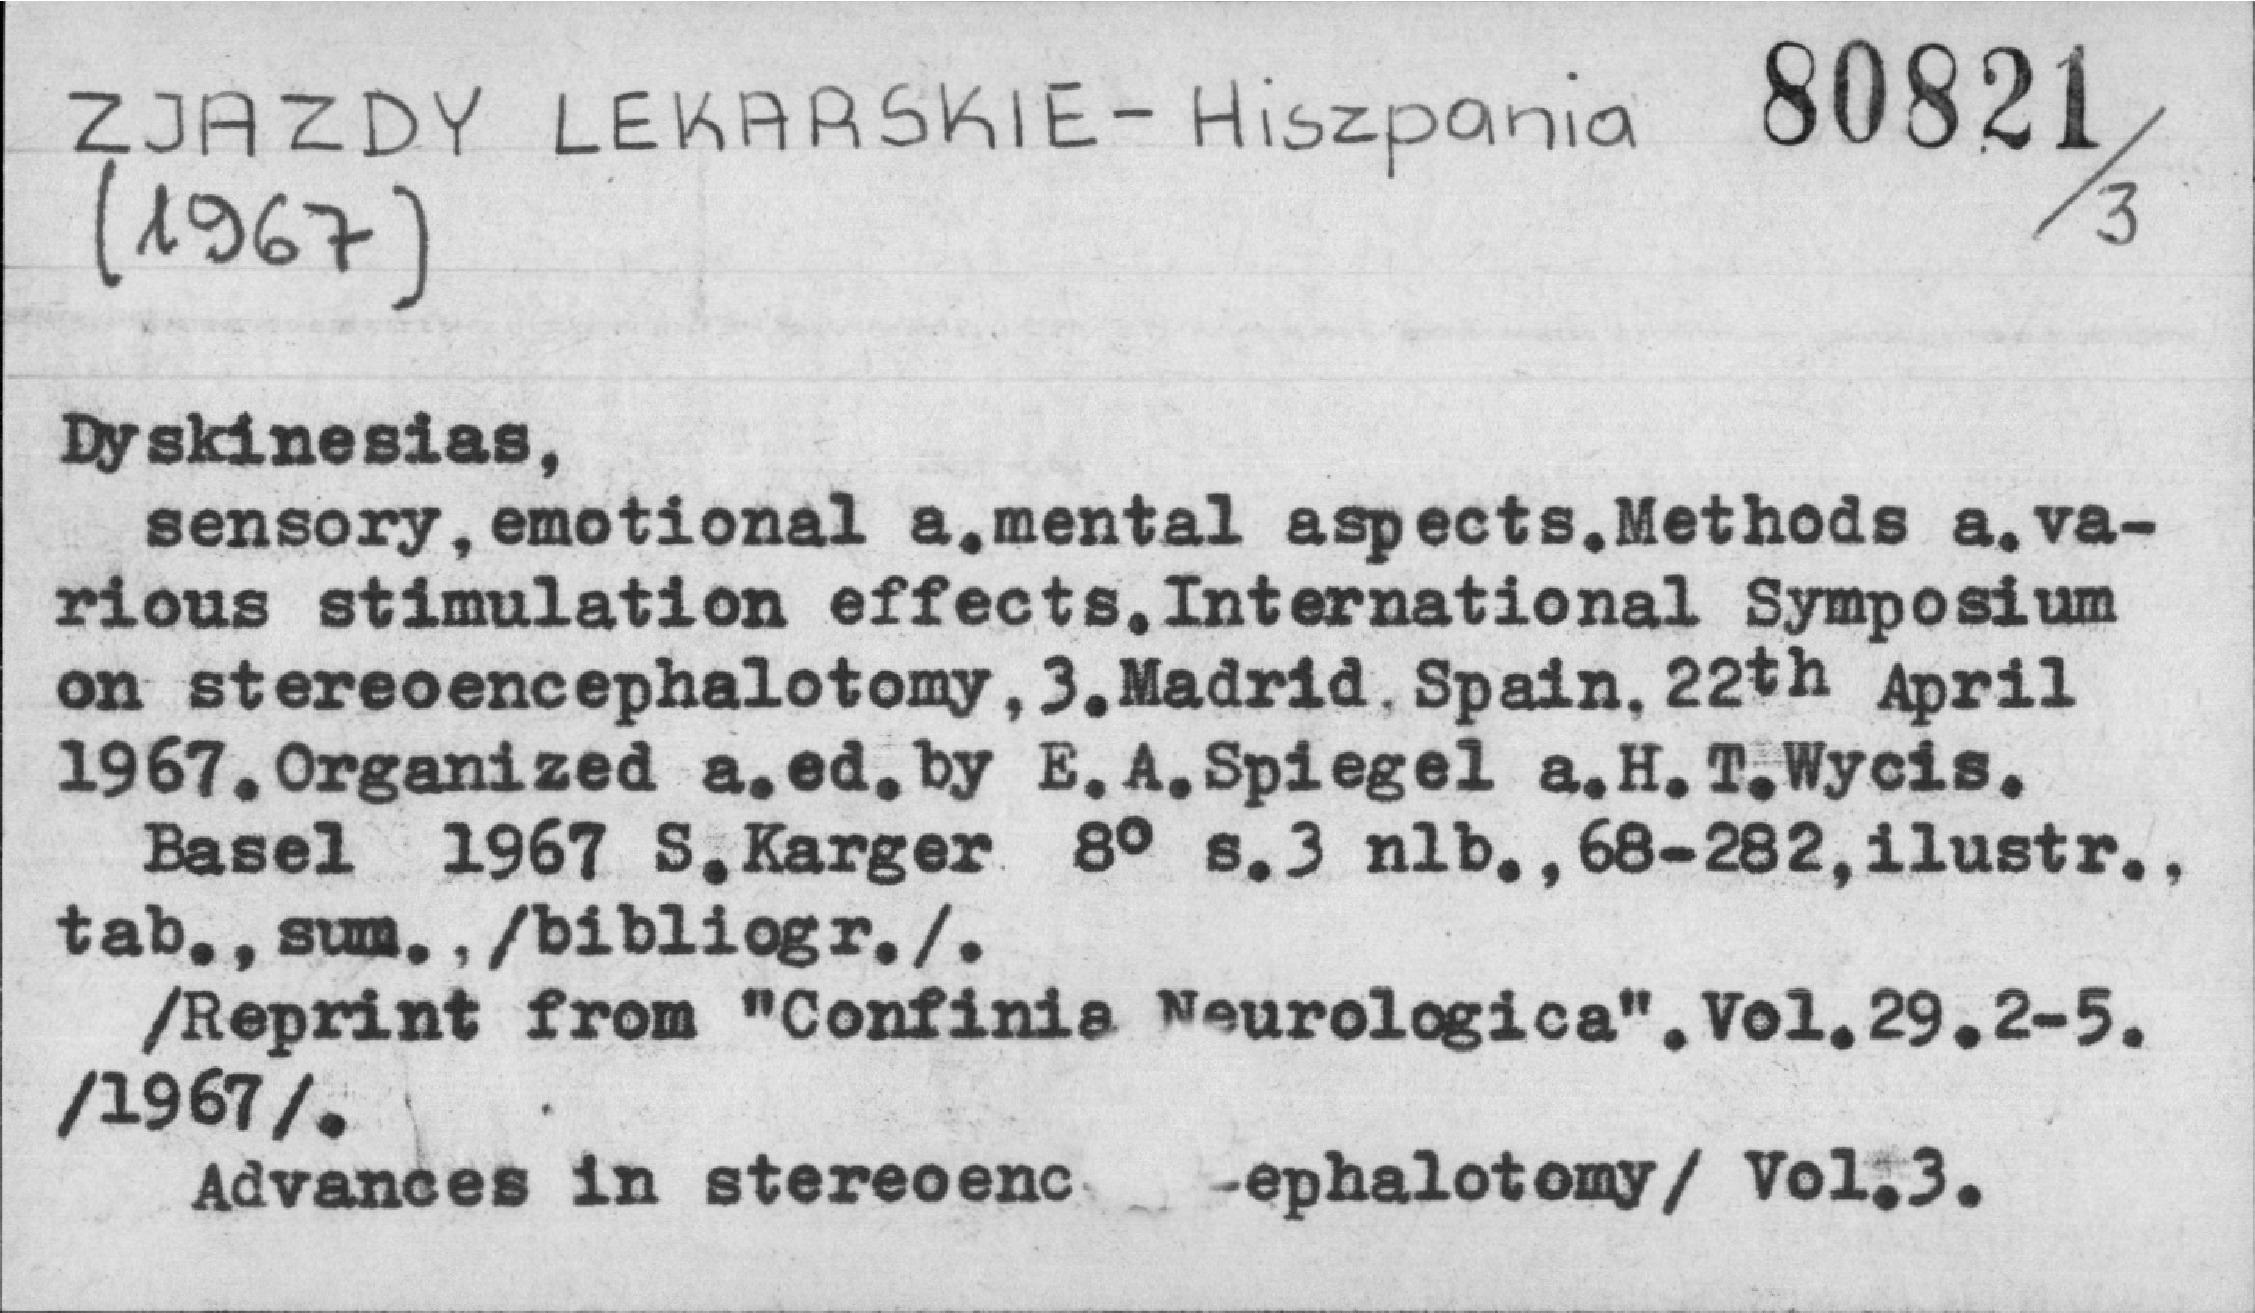 ZJAZDY LEKARSKIE - Hiszpania 80821/3
(1967)
Dyskinesias,
sensory,emotional a.mental aspects.Methods a.va-
rious stimulation effects.International Symposium
on stereoencephalotomy,3.Madrid.Spain.22th April
1967.Organized a.ed.by E.A.Spiegel a.H.T.Wycis.
Basel 1967 S.Karger 8° s.3 nlb.,68-282,ilustr.,
tab.,sum.,/bibliogr./.
/Reprint from "Confinia Neurologica".Vol.29.2-5.
/1967/.
Advances in stereoenc -ephalotomy/ Vol.3.